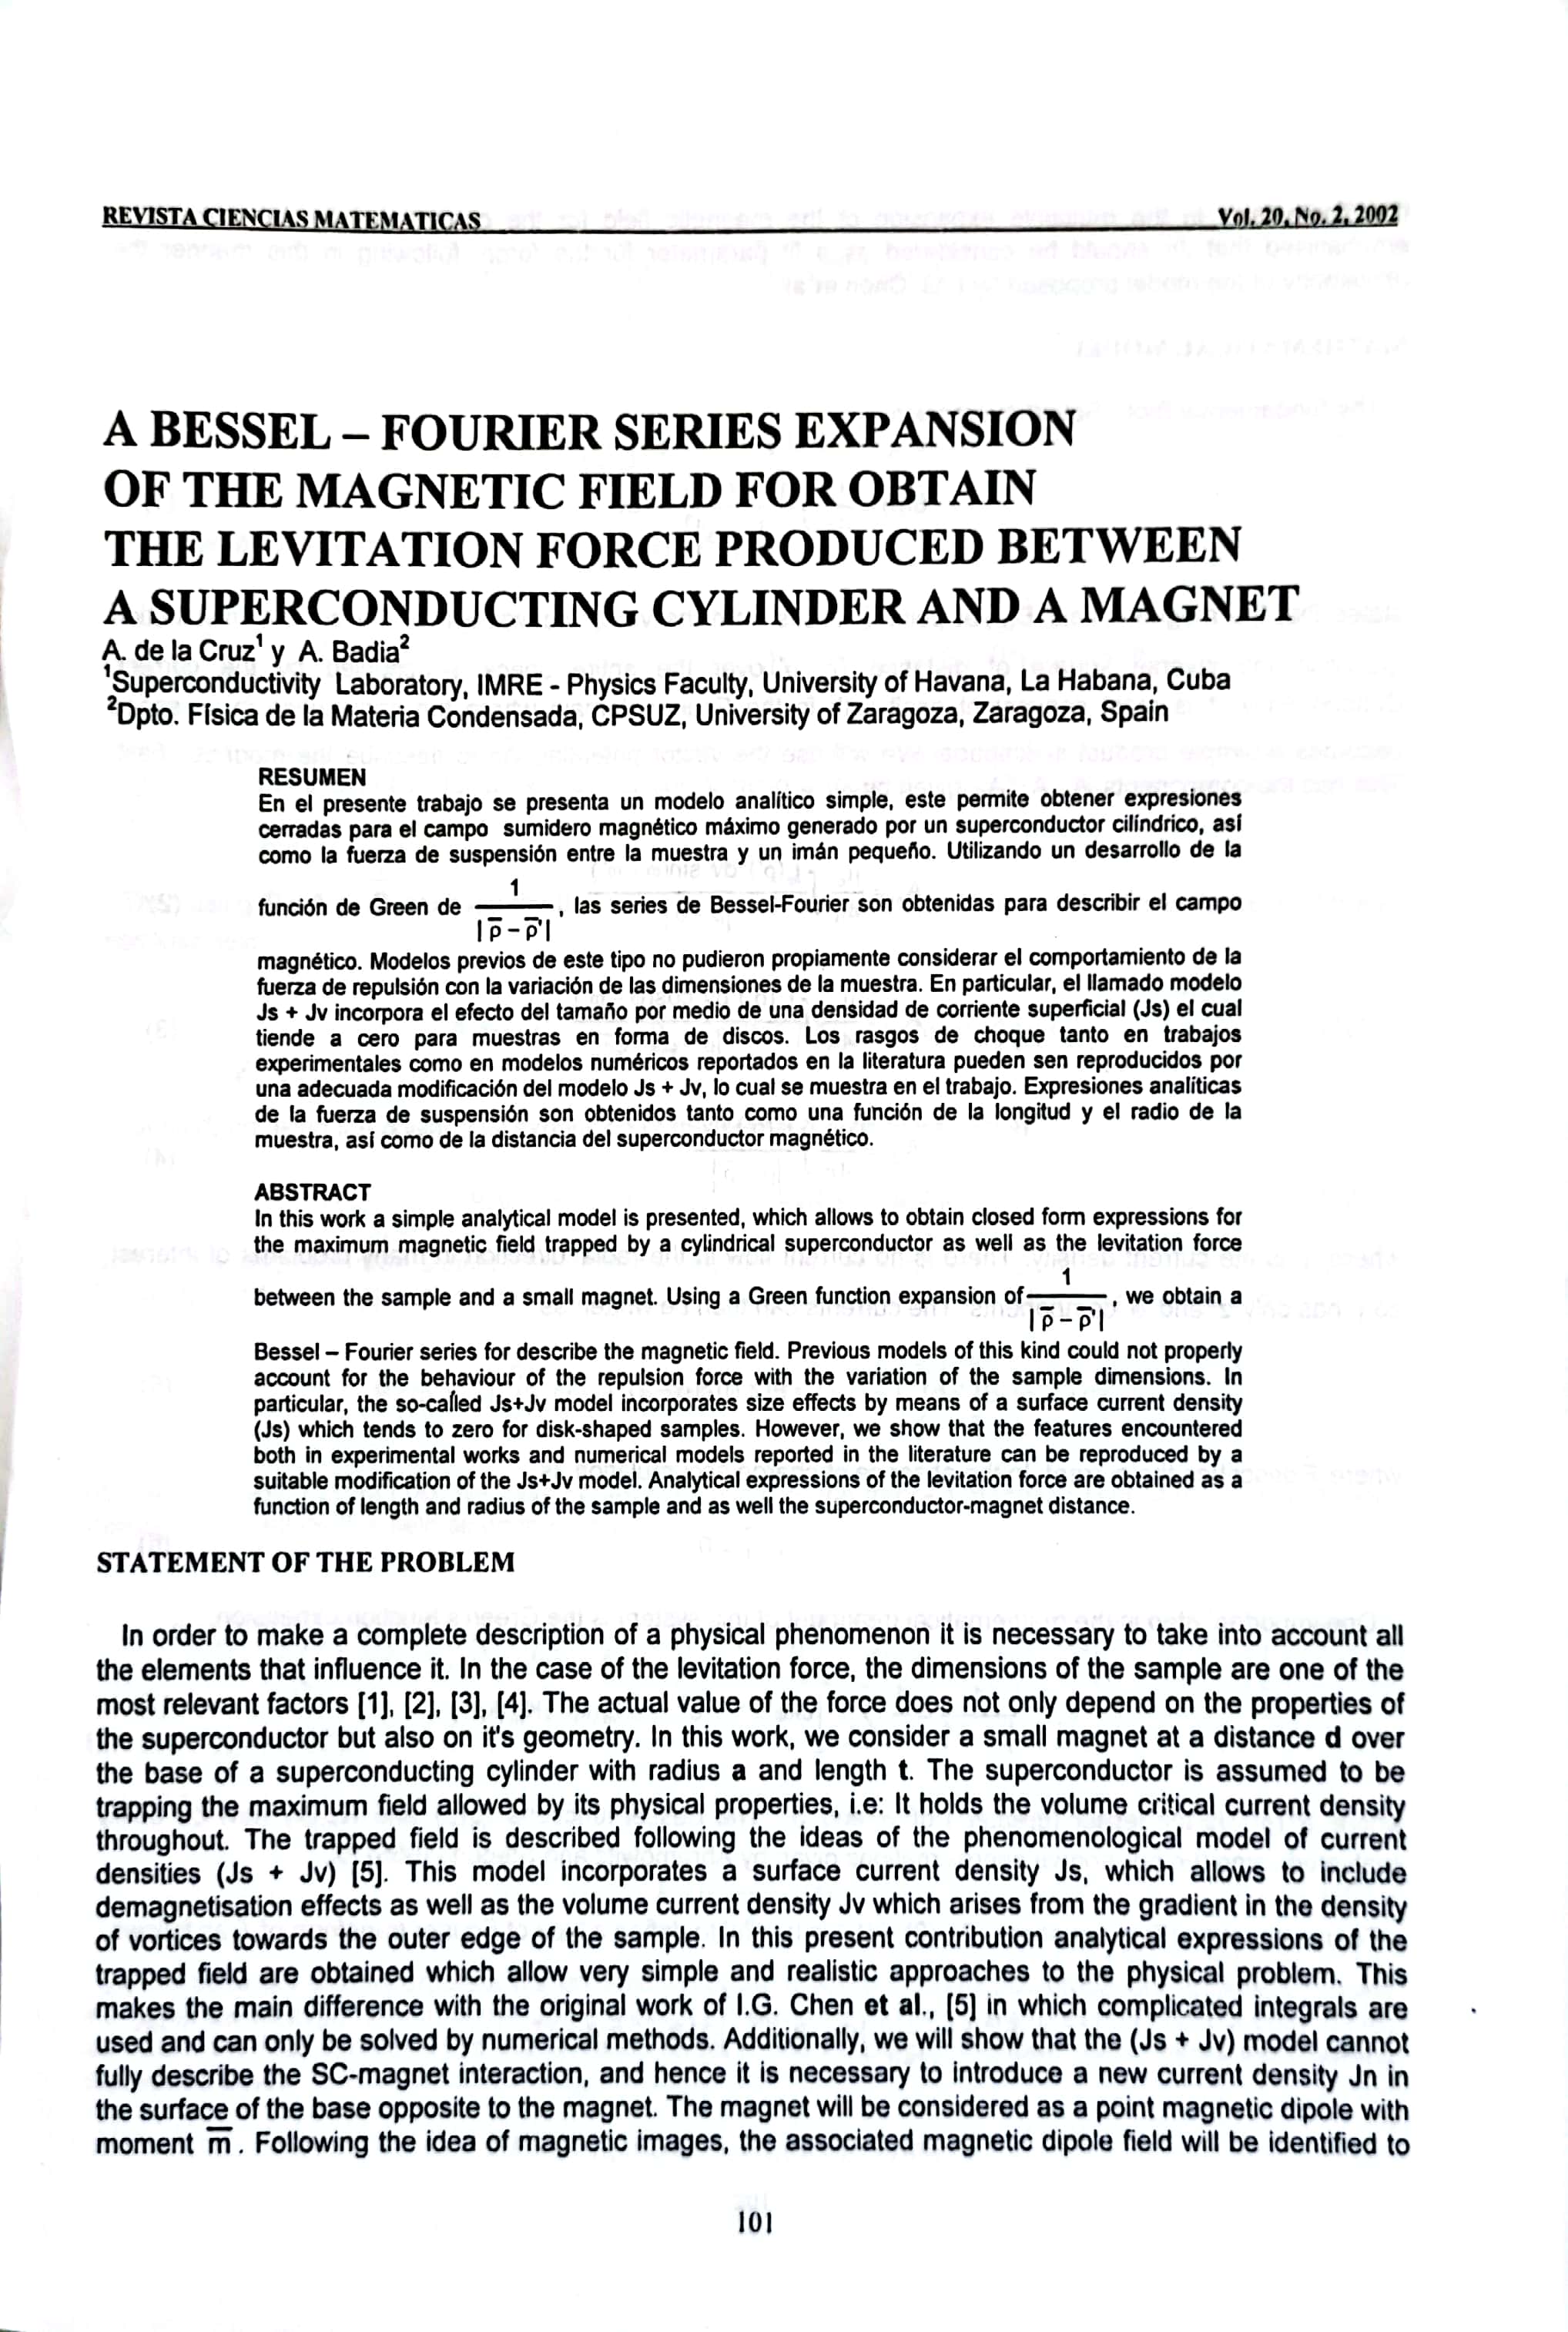 REVISTA CIENCIAS MATEMATICAS Vol. 20, No. 2, 2002
A BESSEL – FOURIER SERIES EXPANSION
OF THE MAGNETIC FIELD FOR OBTAIN
THE LEVITATION FORCE PRODUCED BETWEEN
A SUPERCONDUCTING CYLINDER AND A MAGNET
A. de la Cruz¹ y A. Badia²
¹Superconductivity Laboratory, IMRE - Physics Faculty, University of Havana, La Habana, Cuba
²Dpto. Física de la Materia Condensada, CPSUZ, University of Zaragoza, Zaragoza, Spain
RESUMEN
En el presente trabajo se presenta un modelo analítico simple, este permite obtener expresiones
cerradas para el campo sumidero magnético máximo generado por un superconductor cilíndrico, así
como la fuerza de suspensión entre la muestra y un imán pequeño. Utilizando un desarrollo de la
función de Green de 1 / |ρ̄ – ρ̄'|, las series de Bessel-Fourier son obtenidas para describir el campo
magnético. Modelos previos de este tipo no pudieron propiamente considerar el comportamiento de la
fuerza de repulsión con la variación de las dimensiones de la muestra. En particular, el llamado modelo
Js + Jv incorpora el efecto del tamaño por medio de una densidad de corriente superficial (Js) el cual
tiende a cero para muestras en forma de discos. Los rasgos de choque tanto en trabajos
experimentales como en modelos numéricos reportados en la literatura pueden sen reproducidos por
una adecuada modificación del modelo Js + Jv, lo cual se muestra en el trabajo. Expresiones analíticas
de la fuerza de suspensión son obtenidos tanto como una función de la longitud y el radio de la
muestra, así como de la distancia del superconductor magnético.
ABSTRACT
In this work a simple analytical model is presented, which allows to obtain closed form expressions for
the maximum magnetic field trapped by a cylindrical superconductor as well as the levitation force
between the sample and a small magnet. Using a Green function expansion of 1 / |ρ̄ – ρ̄'|, we obtain a
Bessel – Fourier series for describe the magnetic field. Previous models of this kind could not properly
account for the behaviour of the repulsion force with the variation of the sample dimensions. In
particular, the so-called Js+Jv model incorporates size effects by means of a surface current density
(Js) which tends to zero for disk-shaped samples. However, we show that the features encountered
both in experimental works and numerical models reported in the literature can be reproduced by a
suitable modification of the Js+Jv model. Analytical expressions of the levitation force are obtained as a
function of length and radius of the sample and as well the superconductor-magnet distance.
STATEMENT OF THE PROBLEM
In order to make a complete description of a physical phenomenon it is necessary to take into account all
the elements that influence it. In the case of the levitation force, the dimensions of the sample are one of the
most relevant factors [1], [2], [3], [4]. The actual value of the force does not only depend on the properties of
the superconductor but also on it's geometry. In this work, we consider a small magnet at a distance d over
the base of a superconducting cylinder with radius a and length t. The superconductor is assumed to be
trapping the maximum field allowed by its physical properties, i.e: It holds the volume critical current density
throughout. The trapped field is described following the ideas of the phenomenological model of current
densities (Js + Jv) [5]. This model incorporates a surface current density Js, which allows to include
demagnetisation effects as well as the volume current density Jv which arises from the gradient in the density
of vortices towards the outer edge of the sample. In this present contribution analytical expressions of the
trapped field are obtained which allow very simple and realistic approaches to the physical problem. This
makes the main difference with the original work of I.G. Chen et al., [5] in which complicated integrals are
used and can only be solved by numerical methods. Additionally, we will show that the (Js + Jv) model cannot
fully describe the SC-magnet interaction, and hence it is necessary to introduce a new current density Jn in
the surface of the base opposite to the magnet. The magnet will be considered as a point magnetic dipole with
moment m̄. Following the idea of magnetic images, the associated magnetic dipole field will be identified to
101